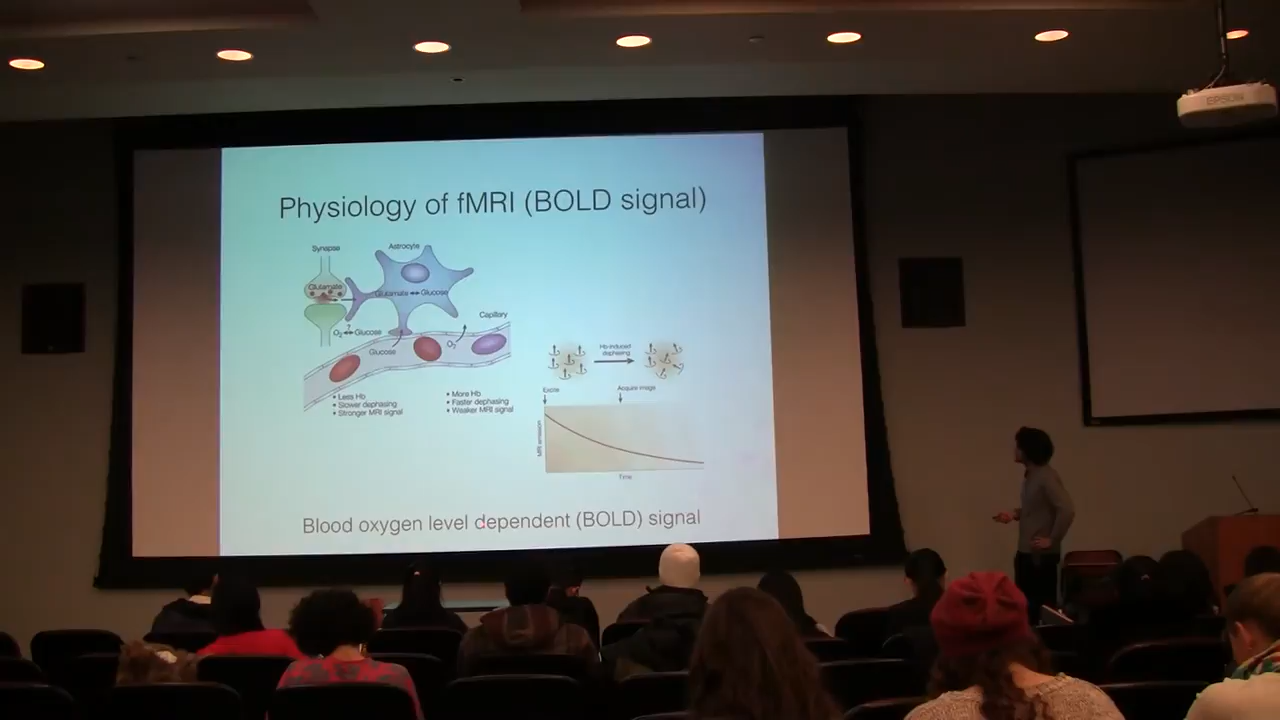 EPSON
Physiology of fMRI (BOLD signal)
Synapse
Astrocyte
Glutamate
Glutamate ↔ Glucose
?
O₂ ↔ Glucose
Glucose
O₂
Capillary
• Less Hb
• Slower dephasing
• Stronger MRI signal
• More Hb
• Faster dephasing
• Weaker MRI signal
Hb-induced
dephasing
Excite
Acquire image
MRI emission
Time
Blood oxygen level dependent (BOLD) signal